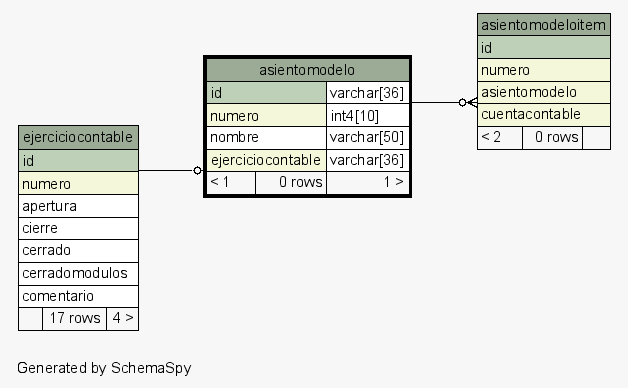 ejerciciocontable
id
numero
apertura
cierre
cerrado
cerradomodulos
comentario
17 rows 4 >
asientomodelo
id varchar[36]
numero int4[10]
nombre varchar[50]
ejerciciocontable varchar[36]
< 1 0 rows 1 >
asientomodeloitem
id
numero
asientomodelo
cuentacontable
< 2 0 rows
Generated by SchemaSpy